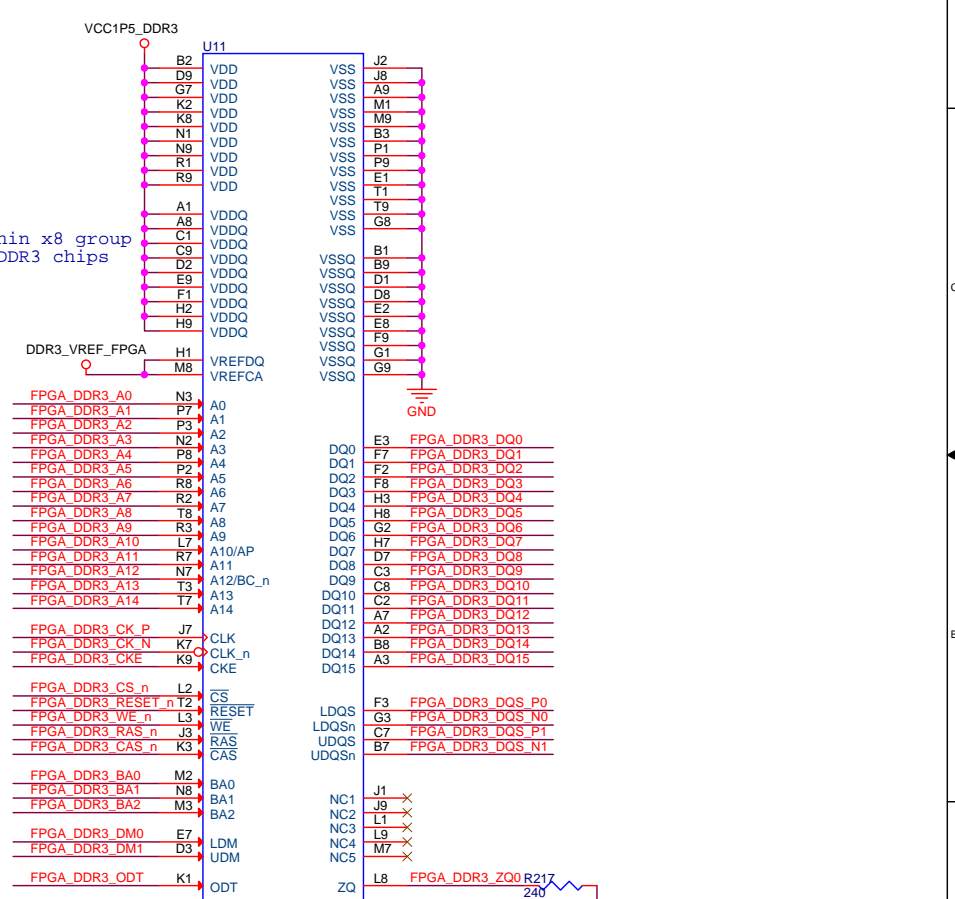 VCC1P5_DDR3
U11
B2 VDD VSS J2
D9 VDD VSS J8
G7 VDD VSS A9
K2 VDD VSS M1
K8 VDD VSS M9
N1 VDD VSS B3
N9 VDD VSS P1
R1 VDD VSS P9
R9 VDD VSS E1
VSS T1
A1 VDDQ VSS T9
A8 VDDQ VSS G8
C1 VDDQ
C9 VDDQ VSSQ B1
D2 VDDQ VSSQ B9
E9 VDDQ VSSQ D1
F1 VDDQ VSSQ D8
H2 VDDQ VSSQ E2
H9 VDDQ VSSQ E8
VSSQ F9
x8 group
DDR3 chips
DDR3_VREF_FPGA
H1 VREFDQ VSSQ G1
M8 VREFCA VSSQ G9
GND
FPGA_DDR3_A0 N3 A0
FPGA_DDR3_A1 P7 A1
FPGA_DDR3_A2 P3 A2
FPGA_DDR3_A3 N2 A3 DQ0 E3 FPGA_DDR3_DQ0
FPGA_DDR3_A4 P8 A4 DQ1 F7 FPGA_DDR3_DQ1
FPGA_DDR3_A5 P2 A5 DQ2 F2 FPGA_DDR3_DQ2
FPGA_DDR3_A6 R8 A6 DQ3 F8 FPGA_DDR3_DQ3
FPGA_DDR3_A7 R2 A7 DQ4 H3 FPGA_DDR3_DQ4
FPGA_DDR3_A8 T8 A8 DQ5 H8 FPGA_DDR3_DQ5
FPGA_DDR3_A9 R3 A9 DQ6 G2 FPGA_DDR3_DQ6
FPGA_DDR3_A10 L7 A10/AP DQ7 H7 FPGA_DDR3_DQ7
FPGA_DDR3_A11 R7 A11 DQ8 D7 FPGA_DDR3_DQ8
FPGA_DDR3_A12 N7 A12/BC_n DQ9 C3 FPGA_DDR3_DQ9
FPGA_DDR3_A13 T3 A13 DQ10 C8 FPGA_DDR3_DQ10
FPGA_DDR3_A14 T7 A14 DQ11 C2 FPGA_DDR3_DQ11
DQ12 A7 FPGA_DDR3_DQ12
FPGA_DDR3_CK_P J7 CLK DQ13 A2 FPGA_DDR3_DQ13
FPGA_DDR3_CK_N K7 CLK_n DQ14 B8 FPGA_DDR3_DQ14
FPGA_DDR3_CKE K9 CKE DQ15 A3 FPGA_DDR3_DQ15
FPGA_DDR3_CS_n L2 CS
FPGA_DDR3_RESET_n T2 RESET LDQS F3 FPGA_DDR3_DQS_P0
FPGA_DDR3_WE_n L3 WE LDQSn G3 FPGA_DDR3_DQS_N0
FPGA_DDR3_RAS_n J3 RAS UDQS C7 FPGA_DDR3_DQS_P1
FPGA_DDR3_CAS_n K3 CAS UDQSn B7 FPGA_DDR3_DQS_N1
FPGA_DDR3_BA0 M2 BA0
FPGA_DDR3_BA1 N8 BA1 NC1 J1
FPGA_DDR3_BA2 M3 BA2 NC2 J9
NC3 L1
FPGA_DDR3_DM0 E7 LDM NC4 L9
FPGA_DDR3_DM1 D3 UDM NC5 M7
FPGA_DDR3_ODT K1 ODT ZQ L8 FPGA_DDR3_ZQ0 R217
240